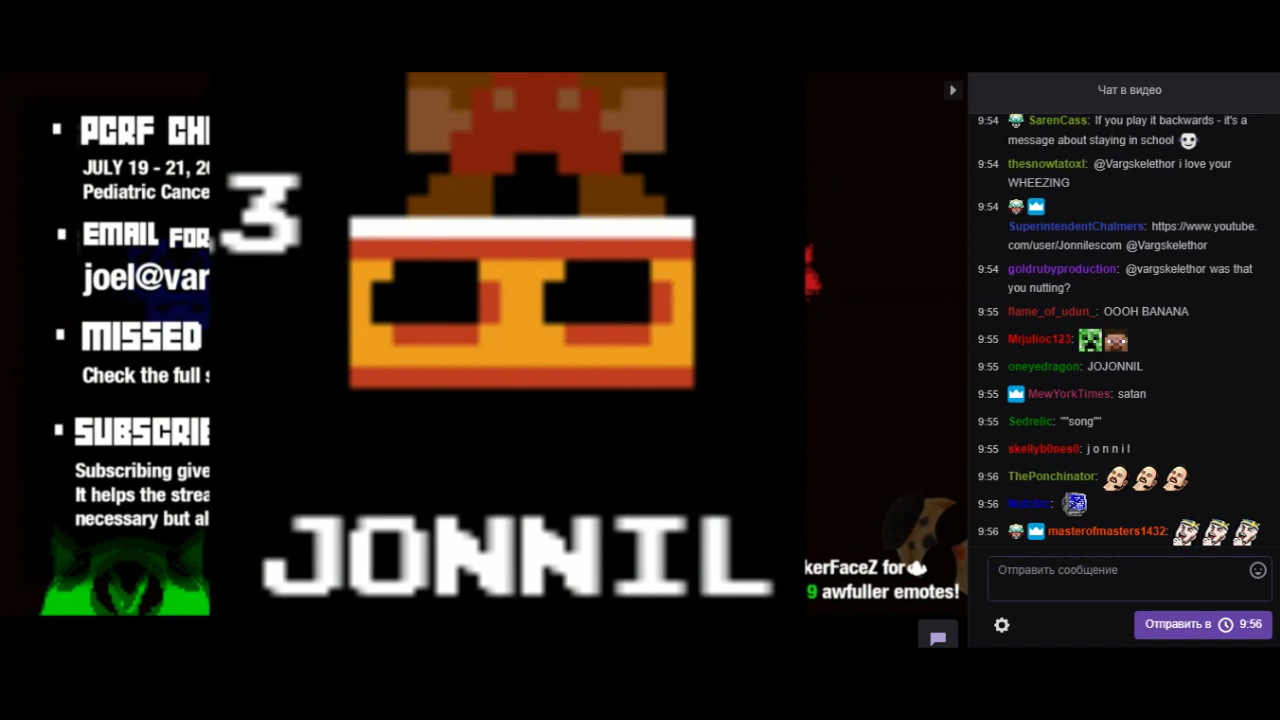 PCRF CH
JULY 19 - 21, 2
Pediatric Cance
EMAIL FOR
joel@var
MISSED
Check the full s
SUBSCRIE
Subscribing give
It helps the strea
necessary but al
3
JONNIL
kerFaceZ for
9 awfuller emotes!
Чат в видео
9:54 SarenCass: If you play it backwards - it's a
message about staying in school
9:54 thesnowtatoxl: @Vargskelethor i love your
WHEEZING
9:54
SuperintendentChalmers: https://www.youtube.
com/user/Jonnilescom @Vargskelethor
9:54 goldrubyproduction: @vargskelethor was that
you nutting?
9:55 flame_of_udun_: OOOH BANANA
9:55 Mrjulioc123:
9:55 oneyedragon: JOJONNIL
9:55 MewYorkTimes: satan
9:55 Sedrelic: ""song""
9:55 skellyb0nes0: j o n n i l
9:56 ThePonchinator:
9:56
9:56 masterofmasters1432:
Отправить сообщение
Отправить в 9:56